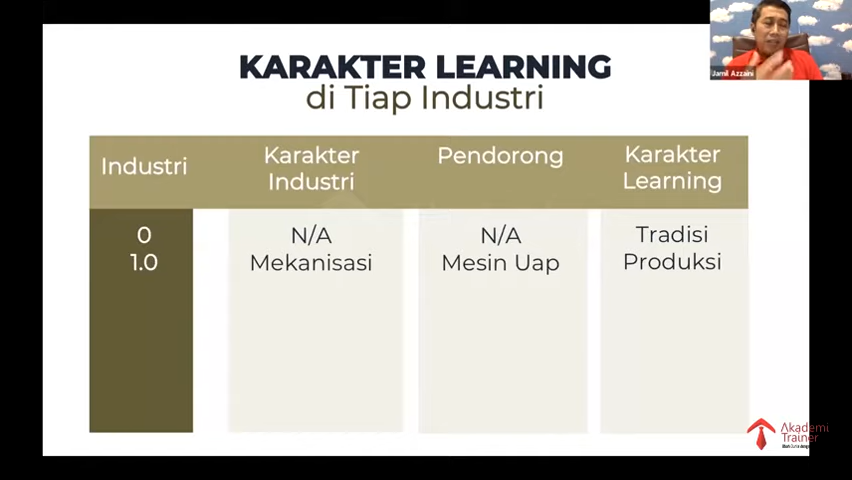 KARAKTER LEARNING
di Tiap Industri
Jamil Azzaini
Industri
Karakter
Industri
Pendorong
Karakter
Learning
0
N/A
N/A
Tradisi
1.0
Mekanisasi
Mesin Uap
Produksi
Akademi
Trainer